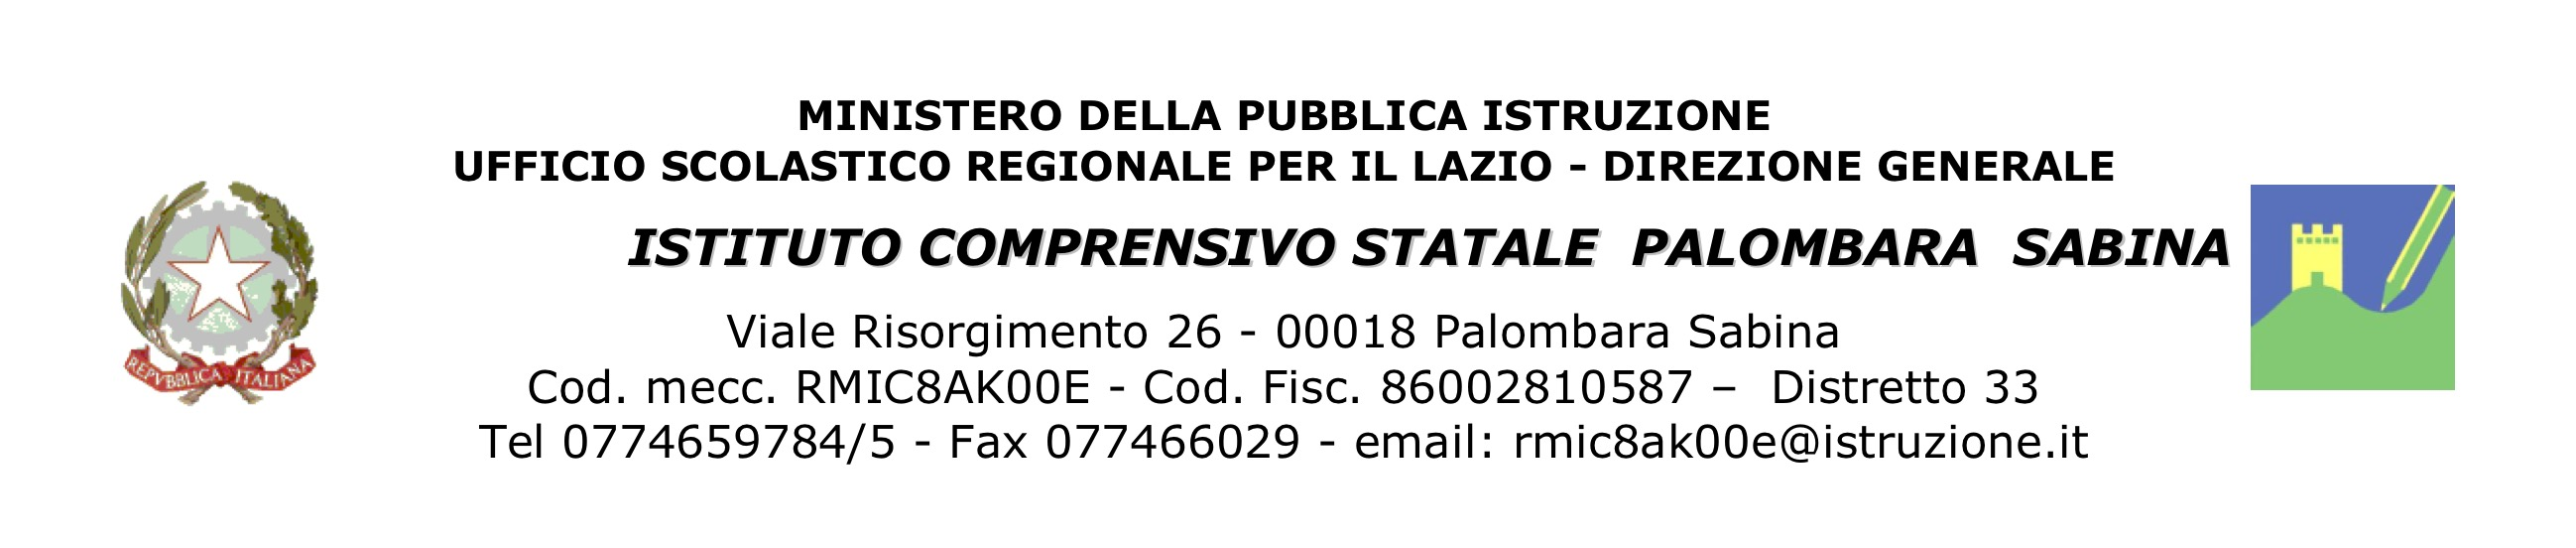 MINISTERO DELLA PUBBLICA ISTRUZIONE
UFFICIO SCOLASTICO REGIONALE PER IL LAZIO - DIREZIONE GENERALE
ISTITUTO COMPRENSIVO STATALE PALOMBARA SABINA
Viale Risorgimento 26 - 00018 Palombara Sabina
Cod. mecc. RMIC8AK00E - Cod. Fisc. 86002810587 – Distretto 33
Tel 0774659784/5 - Fax 077466029 - email: rmic8ak00e@istruzione.it
REPVBBLICA ITALIANA